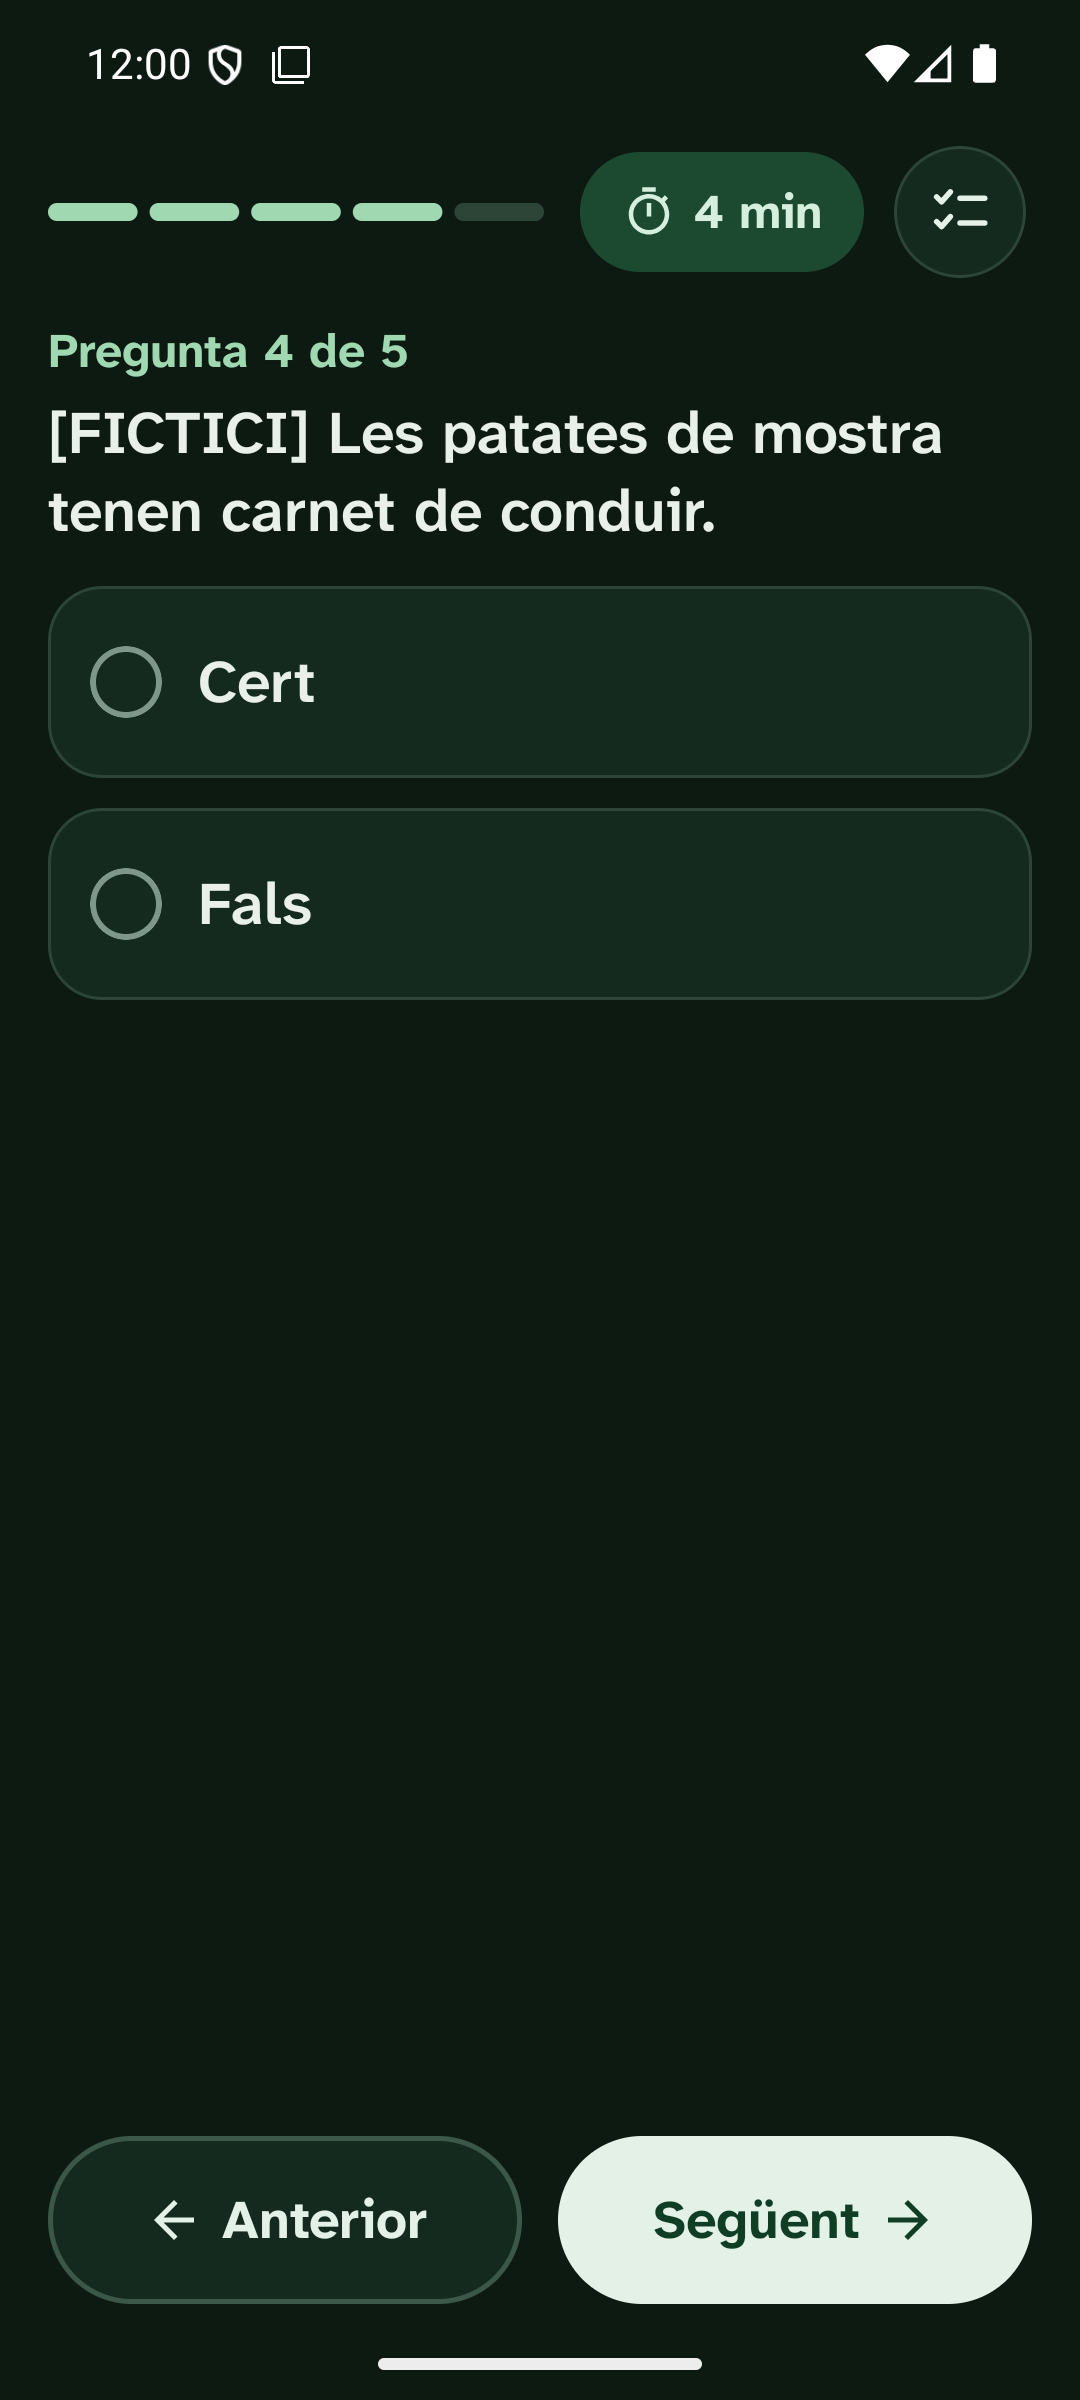 12:00
4 min
Pregunta 4 de 5
[FICTICI] Les patates de mostra
tenen carnet de conduir.
Cert
Fals
Anterior
Següent